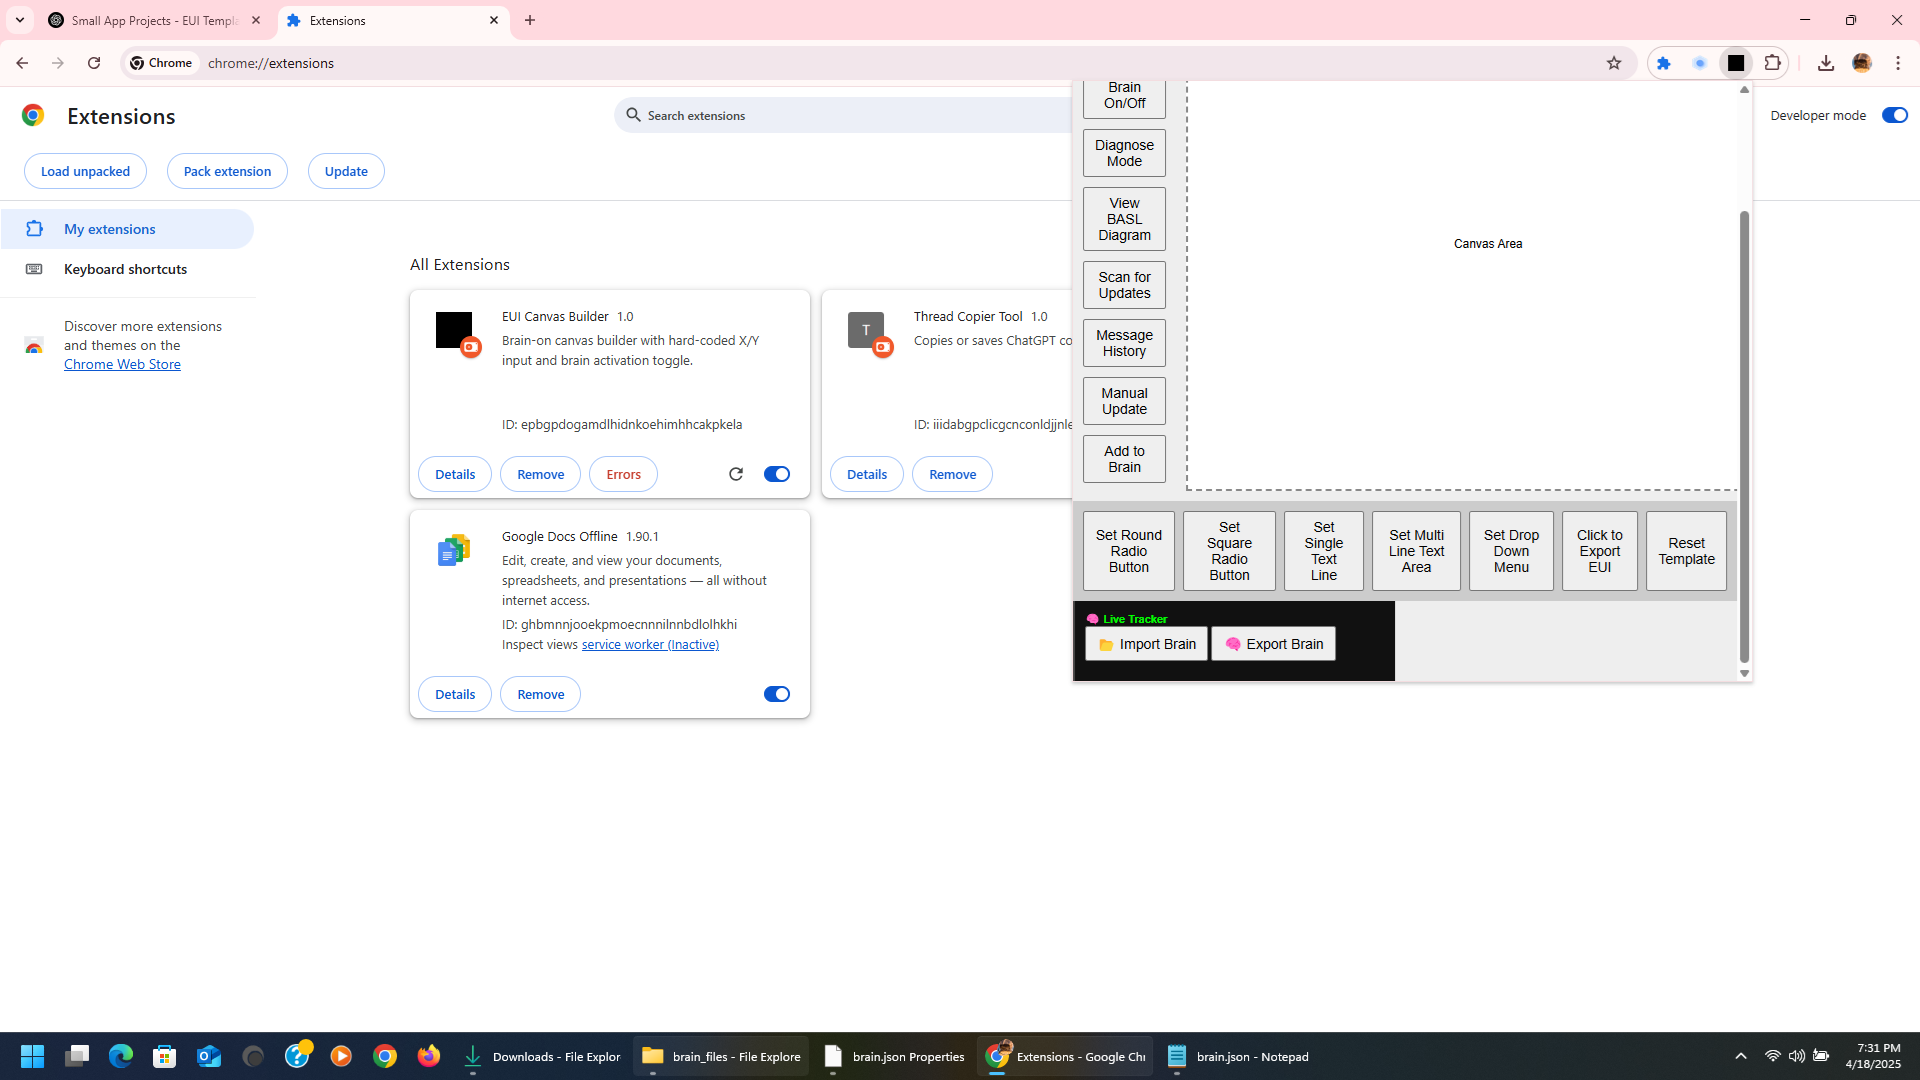 Small App Projects - EUI Templ
Extensions
Chrome
chrome://extensions
Extensions
Search extensions
Developer mode
Load unpacked
Pack extension
Update
My extensions
Keyboard shortcuts
Discover more extensions
and themes on the
Chrome Web Store
All Extensions
EUI Canvas Builder 1.0
Brain-on canvas builder with hard-coded X/Y
input and brain activation toggle.
ID: epbgpdogamdlhidnkoehimhhcakpkela
Details
Remove
Errors
T
Thread Copier Tool 1.0
Copies or saves ChatGPT co
ID: iiidabgpclicgcnconldjjnle
Details
Remove
Google Docs Offline 1.90.1
Edit, create, and view your documents,
spreadsheets, and presentations — all without
internet access.
ID: ghbmnnjooekpmoecnnnilnnbdlolhkhi
Inspect views service worker (Inactive)
Details
Remove
Brain
On/Off
Diagnose
Mode
View
BASL
Diagram
Scan for
Updates
Message
History
Manual
Update
Add to
Brain
Canvas Area
Set Round
Radio
Button
Set
Square
Radio
Button
Set
Single
Text
Line
Set Multi
Line Text
Area
Set Drop
Down
Menu
Click to
Export
EUI
Reset
Template
Live Tracker
Import Brain
Export Brain
Downloads - File Explor
brain_files - File Explore
brain.json Properties
Extensions - Google Chr
brain.json - Notepad
7:31 PM
4/18/2025